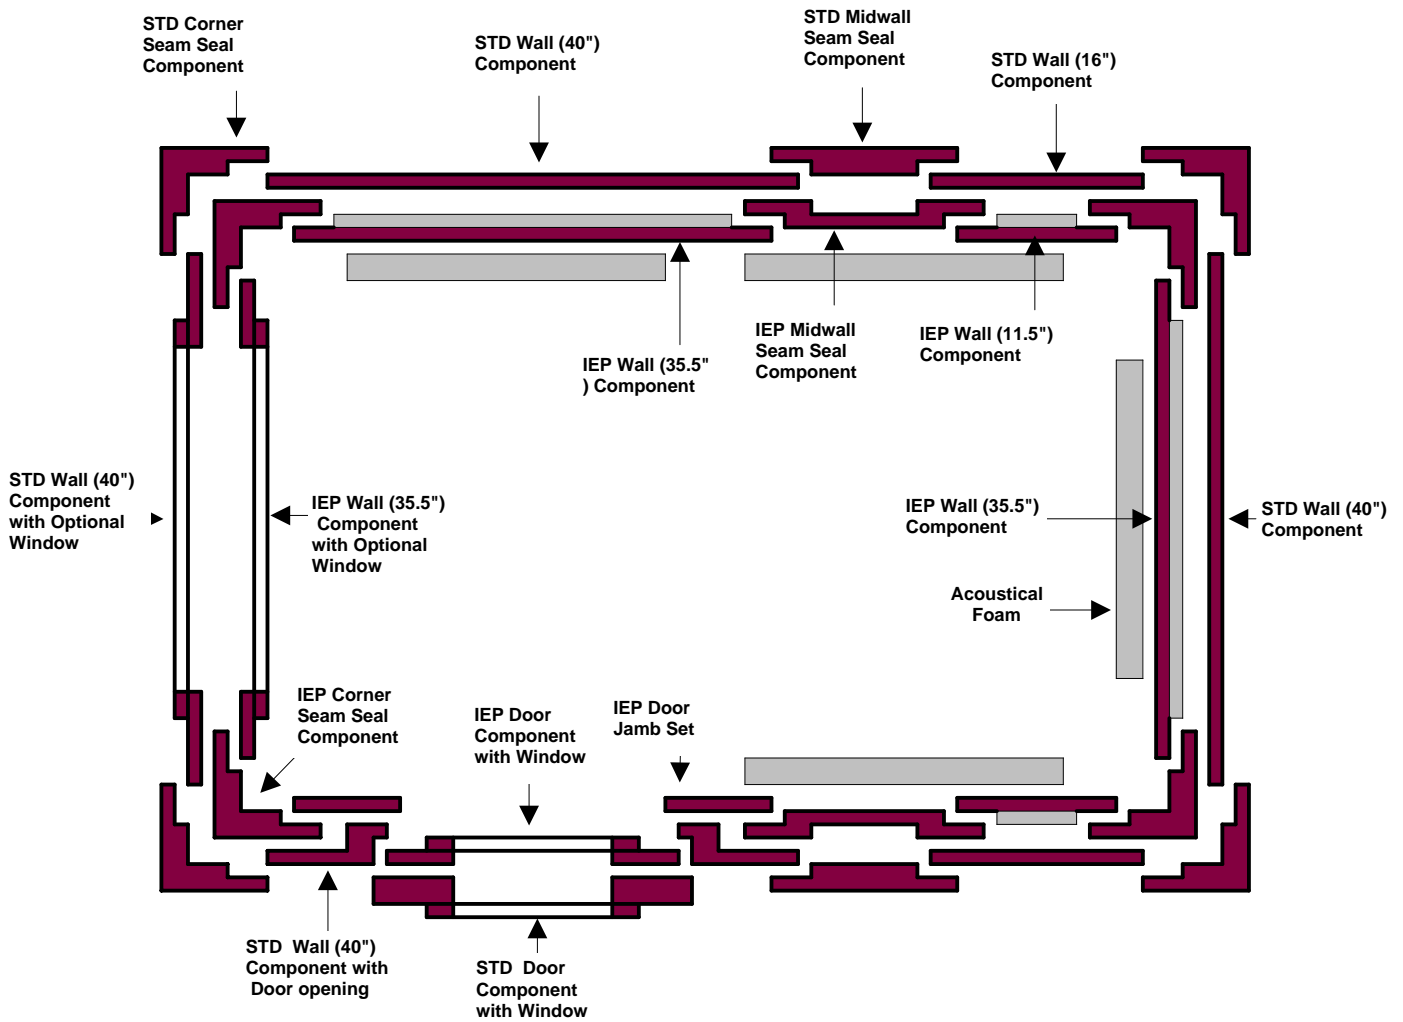 STD Corner
Seam Seal
Component
STD Wall (40")
Component
STD Midwall
Seam Seal
Component
STD Wall (16")
Component
IEP Wall (35.5"
) Component
IEP Midwall
Seam Seal
Component
IEP Wall (11.5")
Component
STD Wall (40")
Component
with Optional
Window
IEP Wall (35.5")
Component
with Optional
Window
IEP Wall (35.5")
Component
STD Wall (40")
Component
Acoustical
Foam
IEP Corner
Seam Seal
Component
IEP Door
Component
with Window
IEP Door
Jamb Set
STD Wall (40")
Component with
Door opening
STD Door
Component
with Window